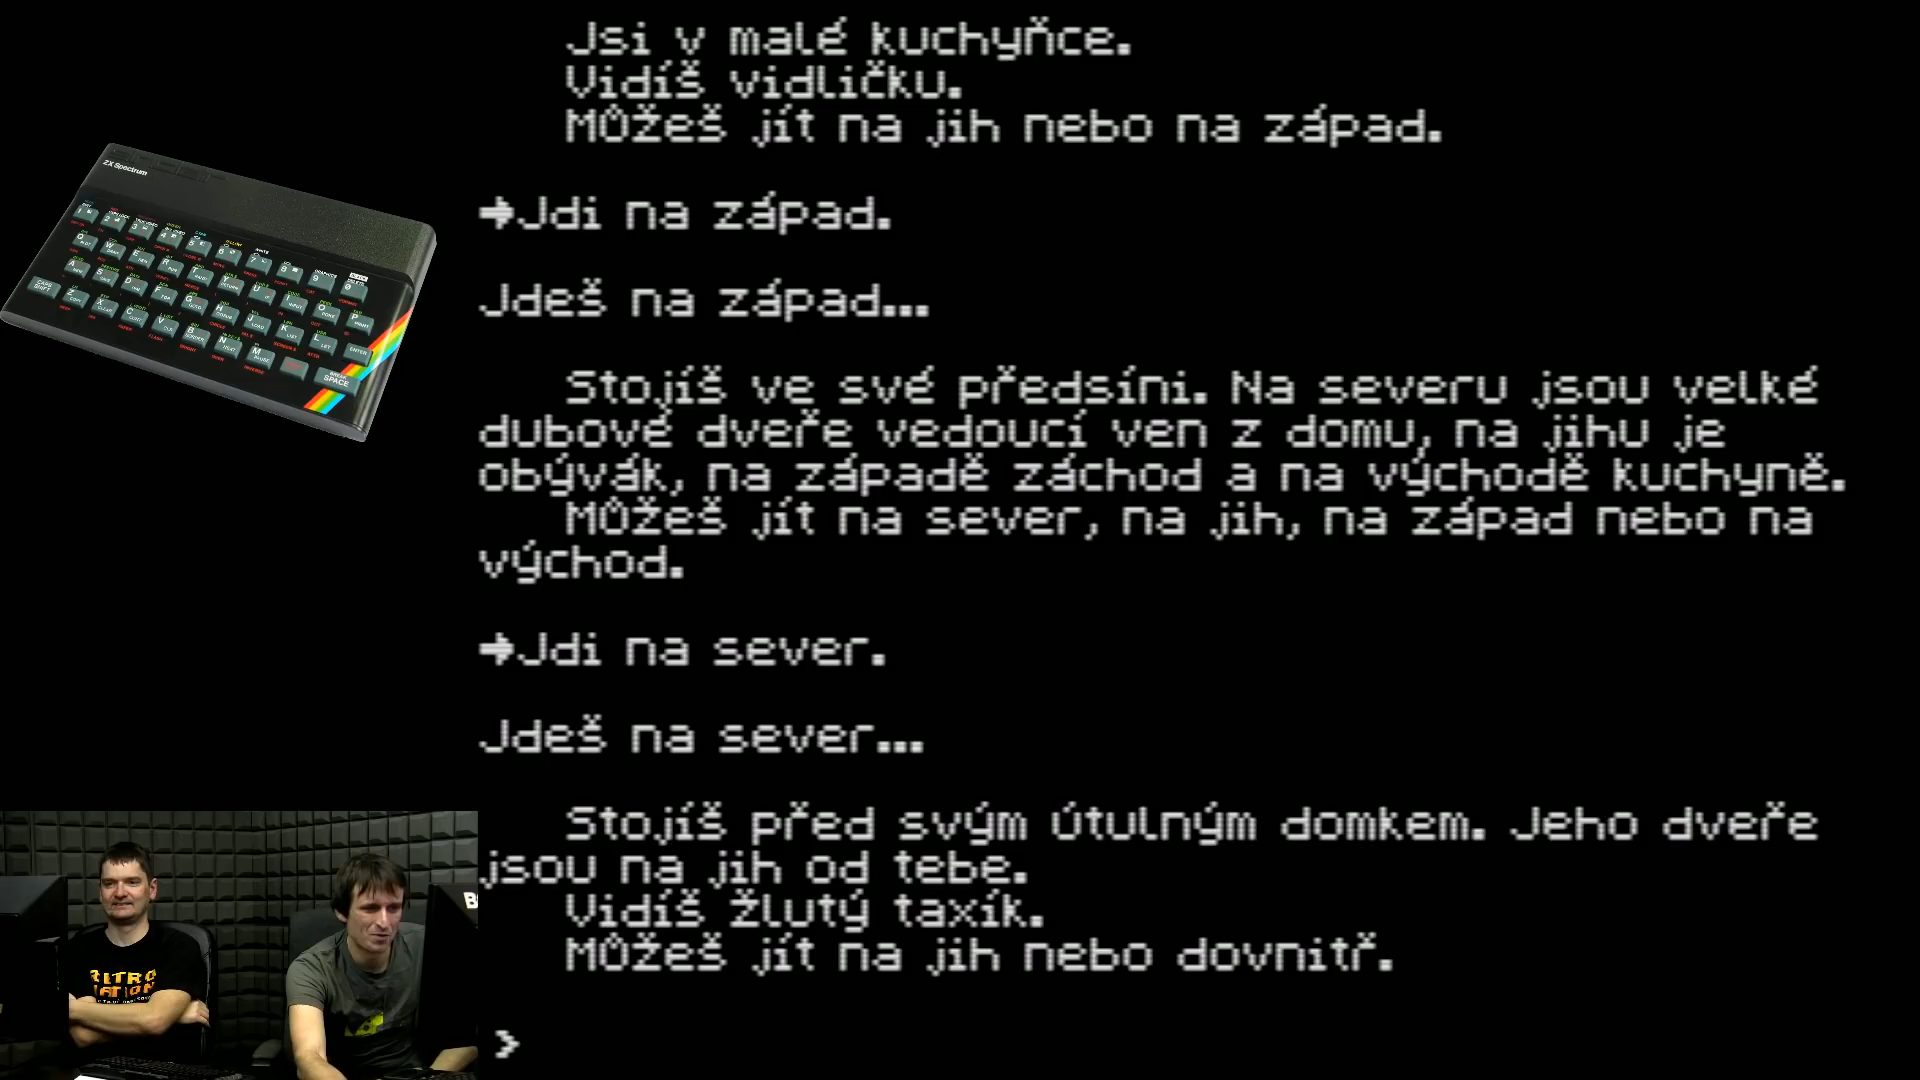 Jsi v malé kuchyňce.
Vidíš vidličku.
MŮžeš jít na jih nebo na západ.
➔Jdi na západ.
Jdeš na západ...
Stojíš ve své předsíni. Na severu jsou velké
dubové dveře vedoucí ven z domu, na jihu je
obývák, na západě záchod a na východě kuchyně.
MŮžeš jít na sever, na jih, na západ nebo na
východ.
➔Jdi na sever.
Jdeš na sever...
Stojíš před svým útulným domkem. Jeho dveře
jsou na jih od tebe.
Vidíš žlutý taxík.
MŮžeš jít na jih nebo dovnitř.
>
ZX Spectrum